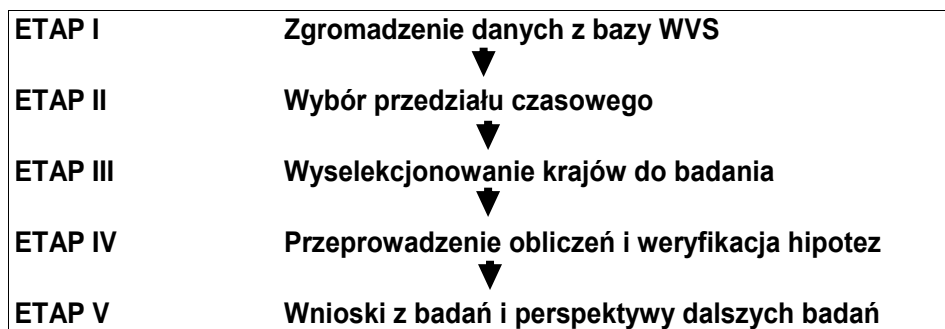 ETAP I Zgromadzenie danych z bazy WVS
ETAP II Wybór przedziału czasowego
ETAP III Wyselekcjonowanie krajów do badania
ETAP IV Przeprowadzenie obliczeń i weryfikacja hipotez
ETAP V Wnioski z badań i perspektywy dalszych badań